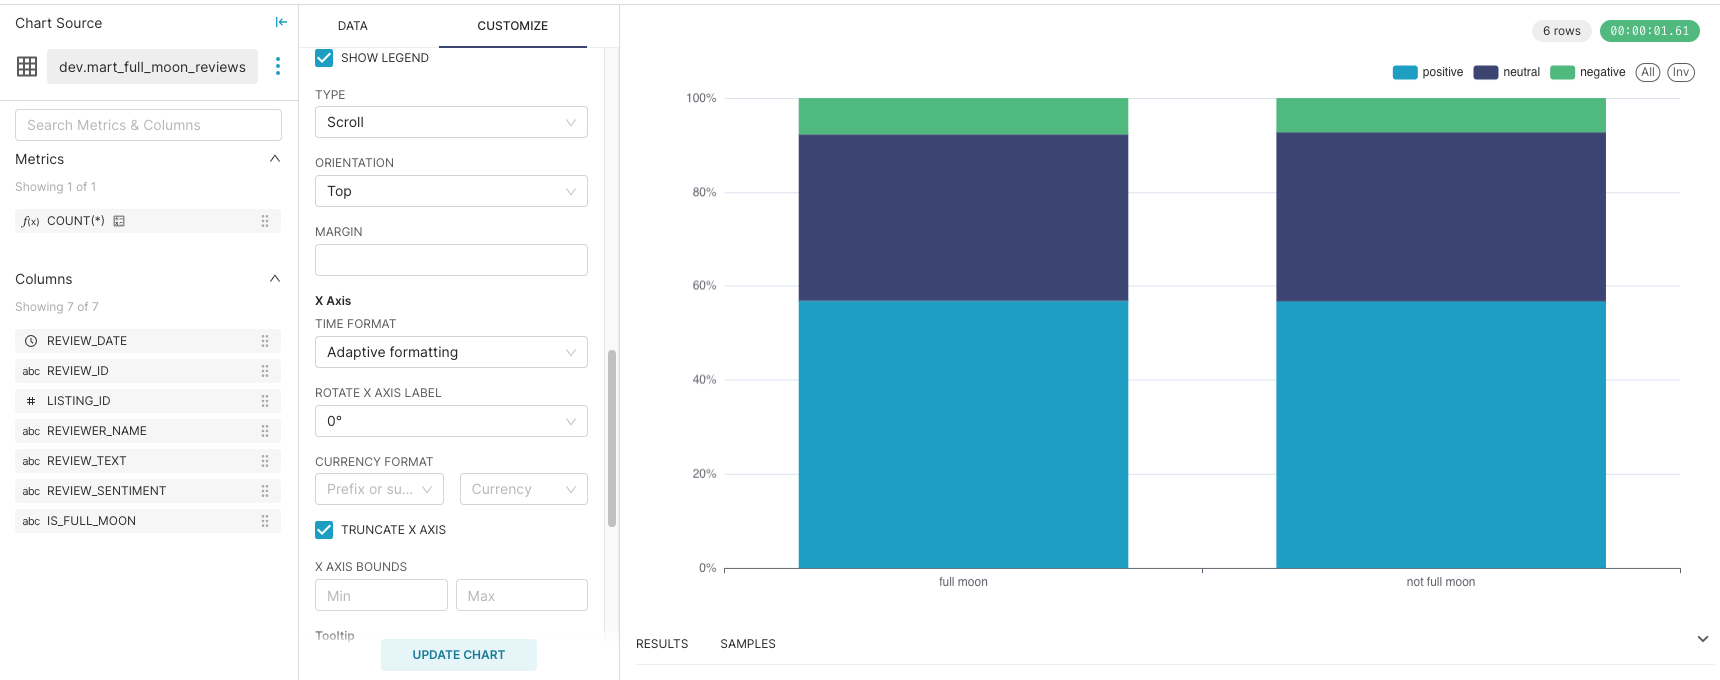 Chart Source
dev.mart_full_moon_reviews
Search Metrics & Columns
Metrics
Showing 1 of 1
f(x) COUNT(*)
Columns
Showing 7 of 7
REVIEW_DATE
abc REVIEW_ID
# LISTING_ID
abc REVIEWER_NAME
abc REVIEW_TEXT
abc REVIEW_SENTIMENT
abc IS_FULL_MOON
DATA CUSTOMIZE
SHOW LEGEND
TYPE
Scroll
ORIENTATION
Top
MARGIN
X Axis
TIME FORMAT
Adaptive formatting
ROTATE X AXIS LABEL
0°
CURRENCY FORMAT
Prefix or su... Currency
TRUNCATE X AXIS
X AXIS BOUNDS
Min Max
Tooltip
UPDATE CHART
6 rows 00:00:01.61
positive neutral negative All Inv
100%
80%
60%
40%
20%
0%
full moon not full moon
RESULTS SAMPLES